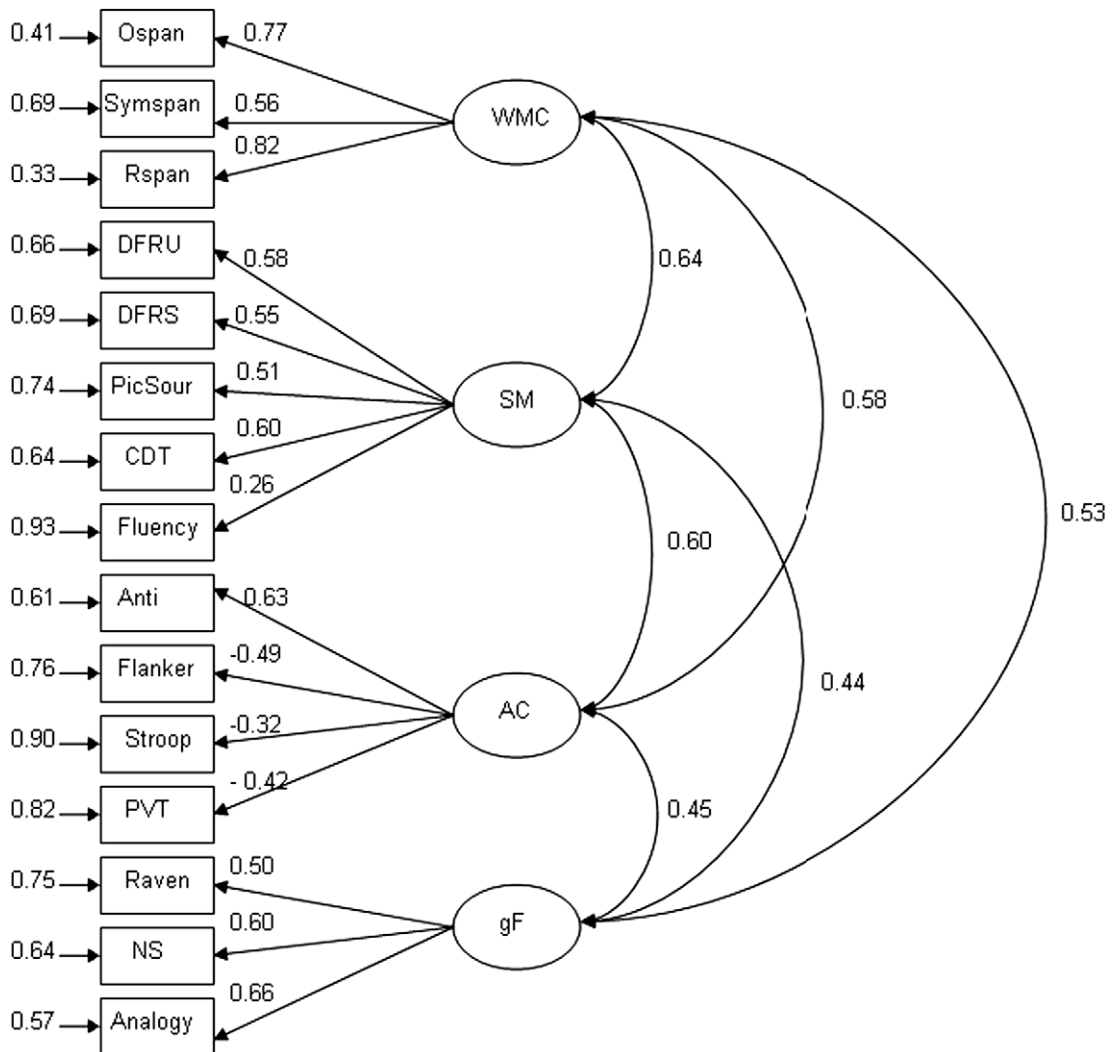 0.41 Ospan 0.77
0.69 Symspan 0.56 WMC
0.82
0.33 Rspan
0.66 DFRU 0.58 0.64
0.69 DFRS 0.55
0.74 PicSour 0.51 SM 0.58
0.60
0.64 CDT
0.26
0.93 Fluency 0.60 0.53
0.61 Anti 0.63
0.76 Flanker -0.49 0.44
0.90 Stroop -0.32 AC
- 0.42
0.82 PVT 0.45
0.75 Raven 0.50
0.60 gF
0.64 NS
0.66
0.57 Analogy